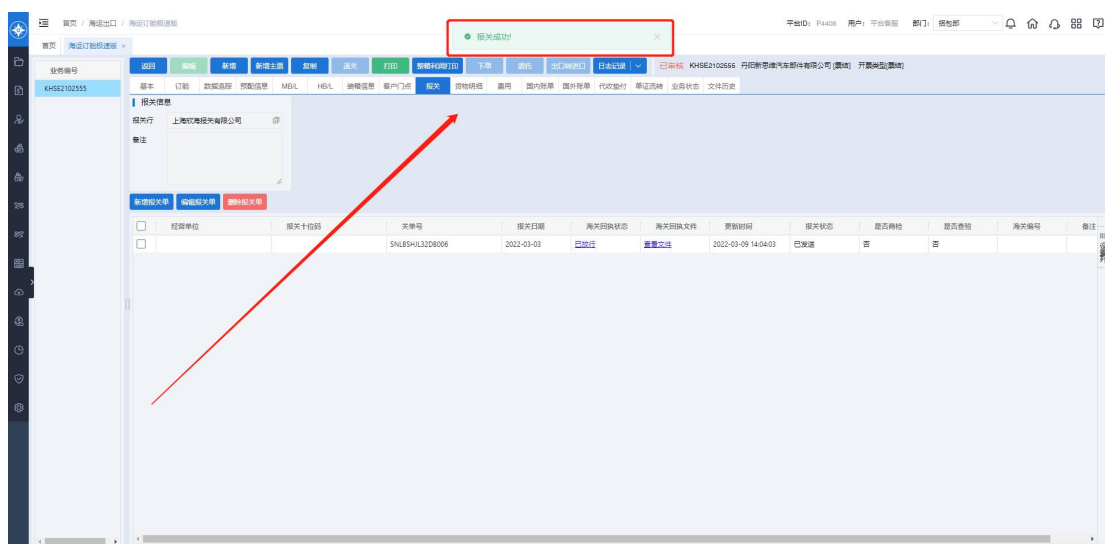 首页 / 海运出口 / 海运订舱极速版
平台ID: P4408 用户: 平台客服 部门: 揽包部
报关成功!
首页 海运订舱极速版
业务编号
KHSE2102555
返回 编辑 新增 新增主票 复制 通关 打印 整箱利润打印 下单 委托 出口转进口 日志记录 已审核 KHSE2102555 丹阳新思维汽车部件有限公司 [票结] 开票类型[票结]
基本 订舱 数据追踪 预配信息 MB/L HB/L 装箱信息 客户门点 报关 货物明细 费用 国内账单 国外账单 代收垫付 单证流转 业务状态 文件历史
报关信息
报关行 上海软海报关有限公司
备注
新增报关单 编辑报关单 删除报关单
经营单位 报关十位码 关单号 报关日期 海关回执状态 海关回执文件 更新时间 报关状态 是否商检 是否查验 海关编号 备注
SNLBSHJL32D8006 2022-03-03 已放行 查看文件 2022-03-09 14:04:03 已发送 否 否